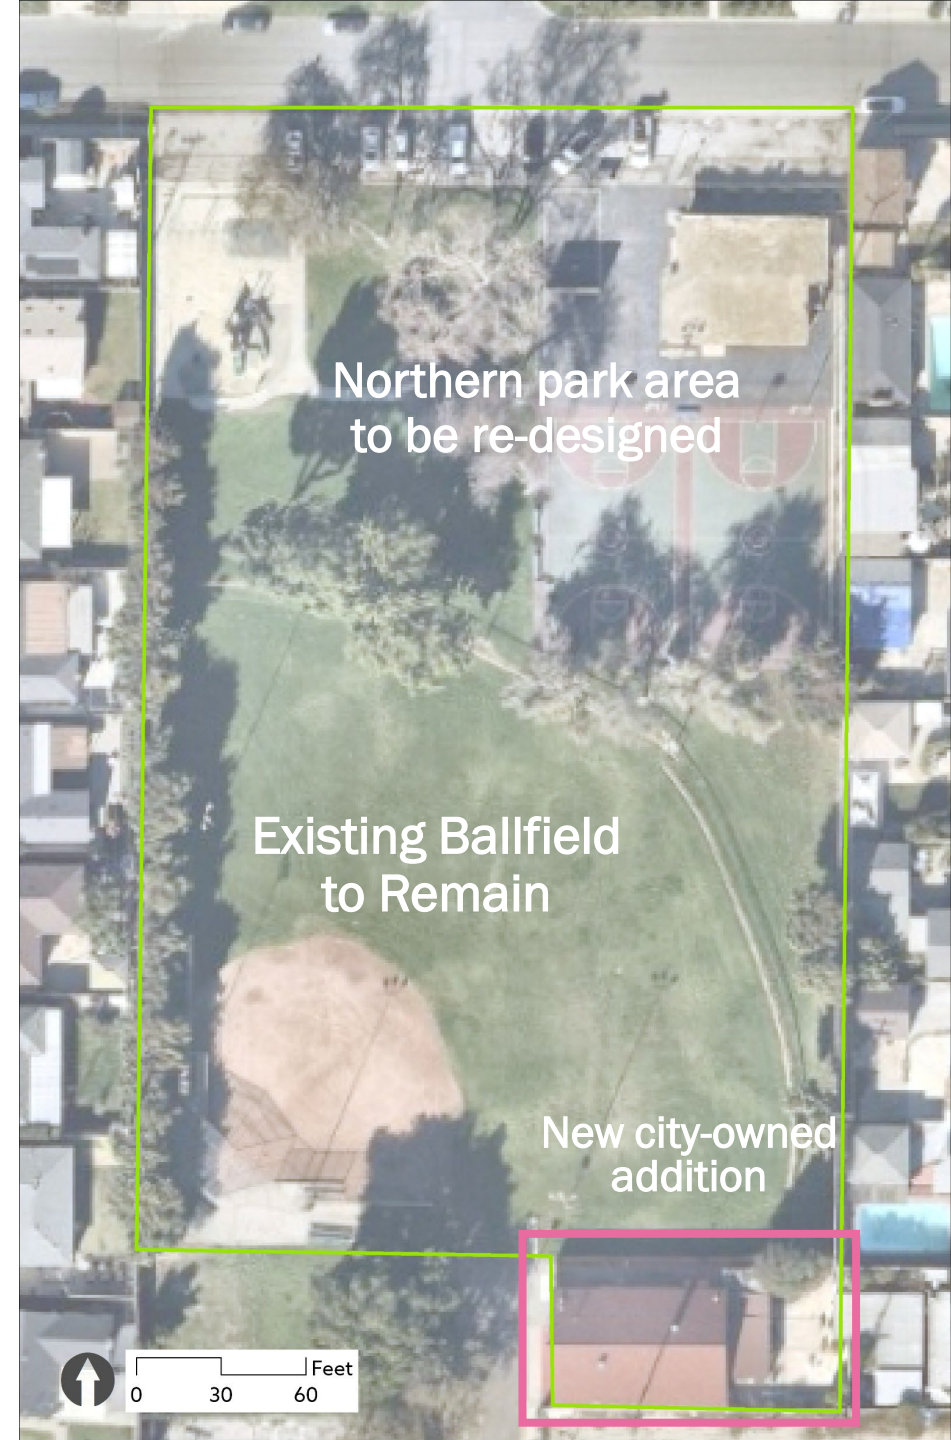 Northern park area
to be re-designed
Existing Ballfield
to Remain
New city-owned
addition
Feet
0 30 60